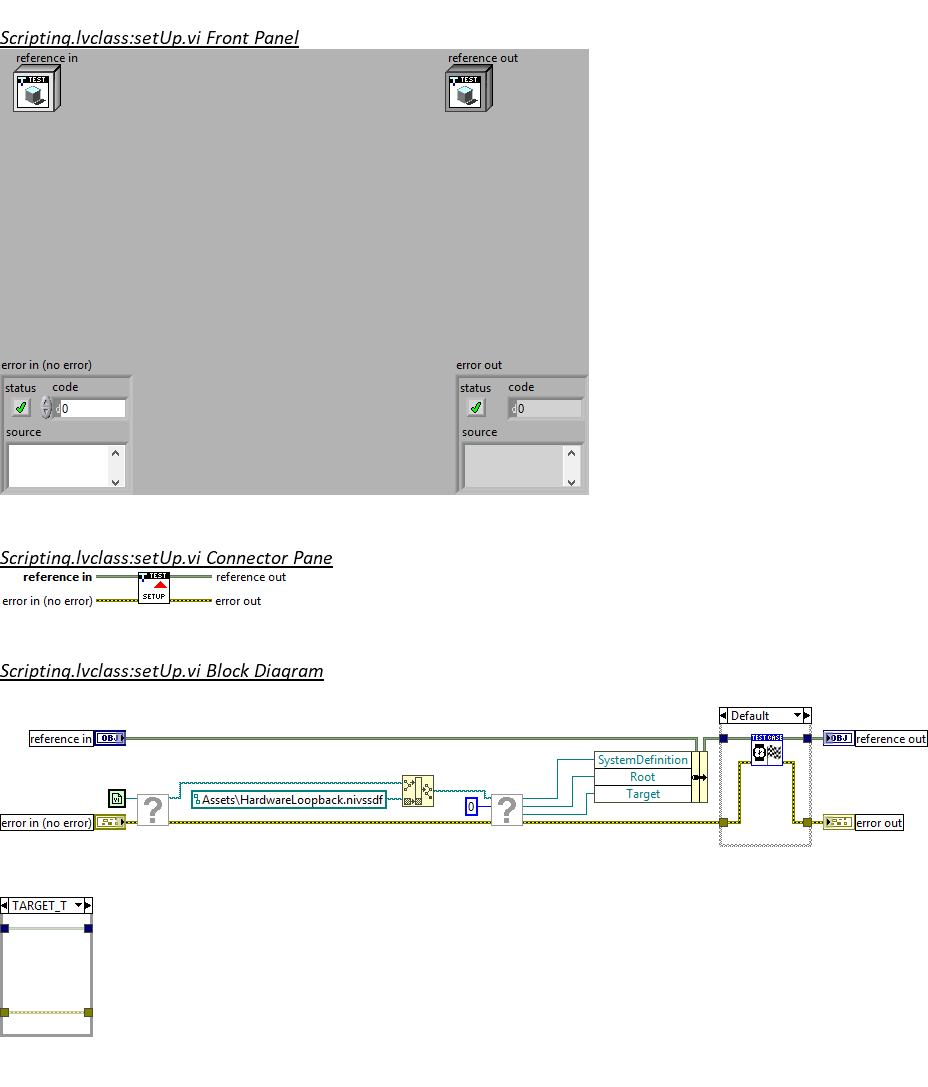 Scripting.lvclass:setUp.vi Front Panel
reference in
reference out
TEST
TEST
error in (no error)
error out
status
code
status
code
d
0
d
0
source
source
Scripting.lvclass:setUp.vi Connector Pane
reference in
TEST
reference out
error in (no error)
SETUP
error out
Scripting.lvclass:setUp.vi Block Diagram
Default
reference in
OBJ
TEST CASE
OBJ
reference out
SystemDefinition
Root
Target
VI
?
Assets\HardwareLoopback.nivssdf
0
?
error in (no error)
error out
TARGET_T